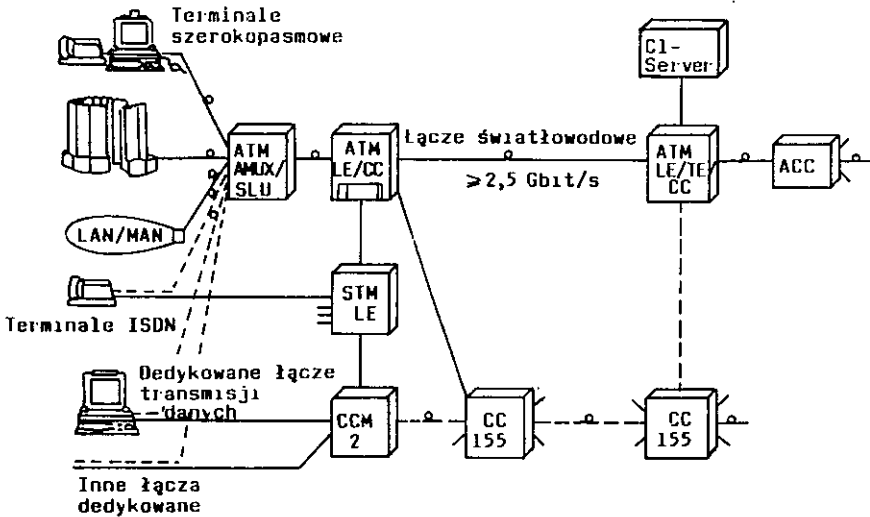 Terminale
szerokopasmowe
Cl-
Server
ATM
AMUX/
SLU
ATM
LE/CC
Łącze światłowodowe
⩾2,5 Gbit/s
ATM
LE/TE
CC
ACC
LAN/MAN
STM
LE
Terminale ISDN
Dedykowane łącze
transmisji
danych
CCM
2
CC
155
CC
155
Inne łącza
dedykowane